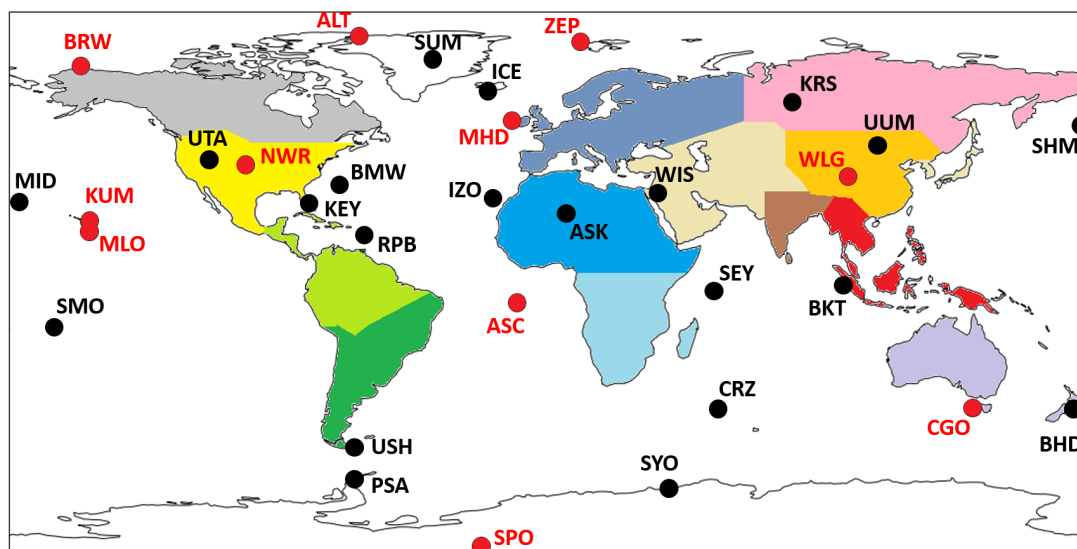 ALT
ZEP
BRW
SUM
ICE
KRS
MHD
UTA
NWR
UUM
SHM
WLG
BMW
MID
KUM
KEY
IZO
WIS
MLO
RPB
ASK
SEY
SMO
ASC
BKT
CRZ
CGO
USH
BHD
SYO
PSA
SPO